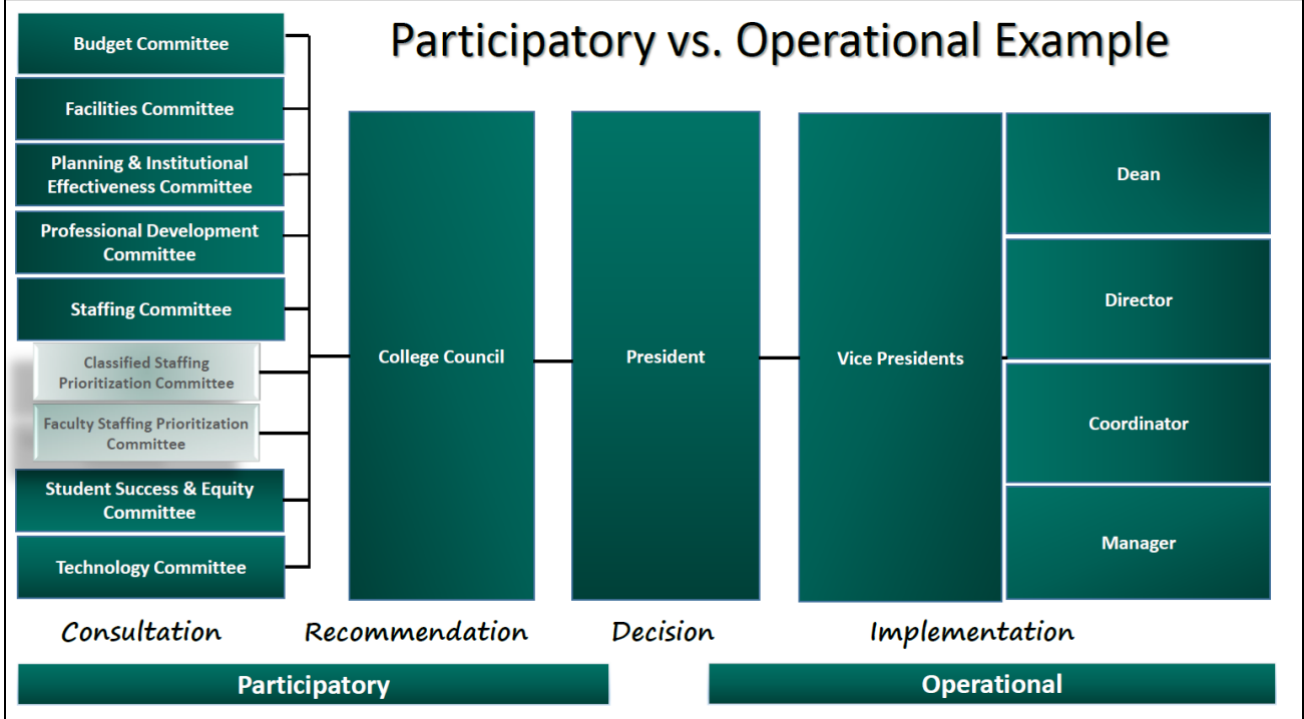 Participatory vs. Operational Example
Budget Committee
Facilities Committee
Planning & Institutional
Effectiveness Committee
Professional Development
Committee
Staffing Committee
Classified Staffing
Prioritization Committee
Faculty Staffing Prioritization
Committee
Student Success & Equity
Committee
Technology Committee
College Council
President
Vice Presidents
Dean
Director
Coordinator
Manager
Consultation
Recommendation
Decision
Implementation
Participatory
Operational